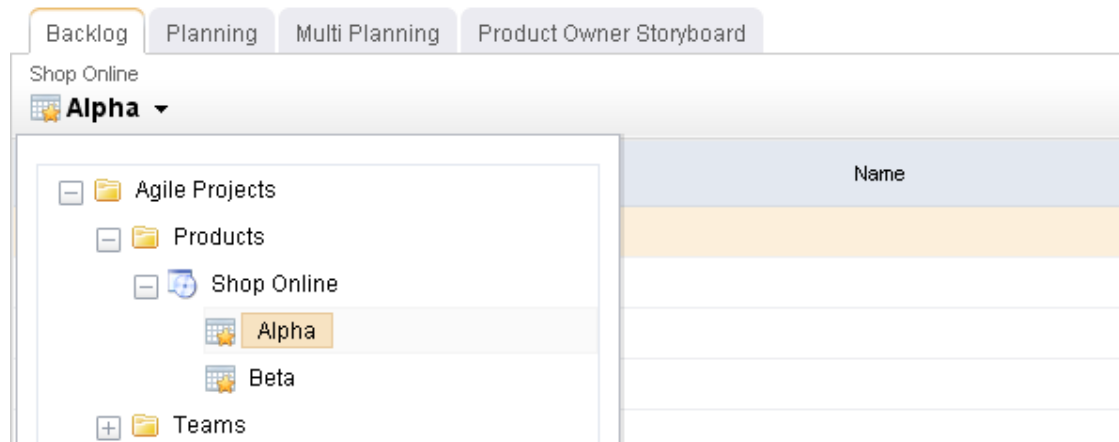 Backlog Planning Multi Planning Product Owner Storyboard
Shop Online
Alpha
Name
Agile Projects
Products
Shop Online
Alpha
Beta
Teams